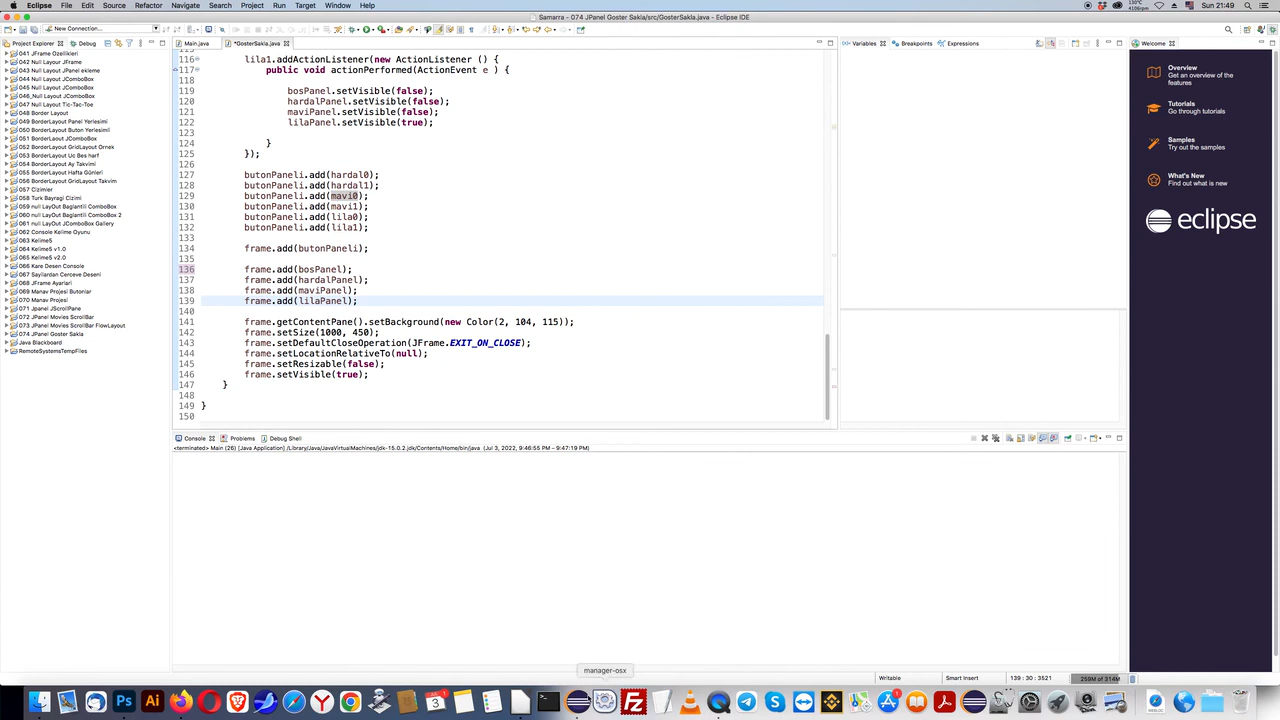 Eclipse File Edit Source Refactor Navigate Search Project Run Target Window Help
130°C
4106rpm
Sun 21:49
Samarra - 074 JPanel Goster Sakla/src/GosterSakla.java - Eclipse IDE
New Connection...
Project Explorer Debug
Main.java *GosterSakla.java
Variables Breakpoints Expressions
Welcome
041 JFrame Ozellikleri
042 Null Layout JFrame
043 Null Layout JPanel ekleme
044 Null Layout JComboBox
045 Null Layout JComboBox
046_Null Layout JComboBox
047 Null Layout Tic-Tac-Toe
048 Border Layout
049 BorderLayout Panel Yerlesimi
050 BorderLayout Buton Yerlesimil
051 BorderLayout JComboBox
052 BorderLayout GridLayout Ornek
053 BorderLayout Uc Bes harf
054 BorderLayout Ay Takvimi
055 BorderLayout Hafta Günleri
056 BorderLayout GridLayout Takvim
057 Cizimier
058 Turk Bayragi Cizimi
059 null LayOut Bagiantili ComboBox
060 null LayOut Bagiantili ComboBox 2
061 null LayOut JComboBox Gallery
062 Console Kelime Oyunu
063 Kelime5
064 Kelime5 v1.0
065 Kelime5 v2.0
066 Kare Desen Console
067 Sayilardan Cerceve Deseni
068 JFrame Ayarlari
069 Manav Projesi Butonlar
070 Manav Projesi
071 Jpanel JScrollPane
072 JPanel Movies ScrollBar
073 JPanel Movies ScrollBar FlowLayout
074 JPanel Goster Sakla
Java Blackboard
RemoteSystemsTempFiles
116 lila1.addActionListener(new ActionListener () {
117 public void actionPerformed(ActionEvent e ) {
118
119 bosPanel.setVisible(false);
120 hardalPanel.setVisible(false);
121 maviPanel.setVisible(false);
122 lilaPanel.setVisible(true);
123
124 }
125 });
126
127 butonPaneli.add(hardal0);
128 butonPaneli.add(hardal1);
129 butonPaneli.add(mavi0);
130 butonPaneli.add(mavi1);
131 butonPaneli.add(lila0);
132 butonPaneli.add(lila1);
133
134 frame.add(butonPaneli);
135
136 frame.add(bosPanel);
137 frame.add(hardalPanel);
138 frame.add(maviPanel);
139 frame.add(lilaPanel);
140
141 frame.getContentPane().setBackground(new Color(2, 104, 115));
142 frame.setSize(1000, 450);
143 frame.setDefaultCloseOperation(JFrame.EXIT_ON_CLOSE);
144 frame.setLocationRelativeTo(null);
145 frame.setResizable(false);
146 frame.setVisible(true);
147 }
148
149 }
150
Overview
Get an overview of the
features
Tutorials
Go through tutorials
Samples
Try out the samples
What's New
Find out what is new
eclipse
Console Problems Debug Shell
<terminated> Main (26) [Java Application] /Library/Java/JavaVirtualMachines/jdk-15.0.2.jdk/Contents/Home/bin/java (Jul 3, 2022, 9:46:55 PM – 9:47:19 PM)
manager-osx
Writable
Smart Insert
139 : 30 : 3521
259M of 314M